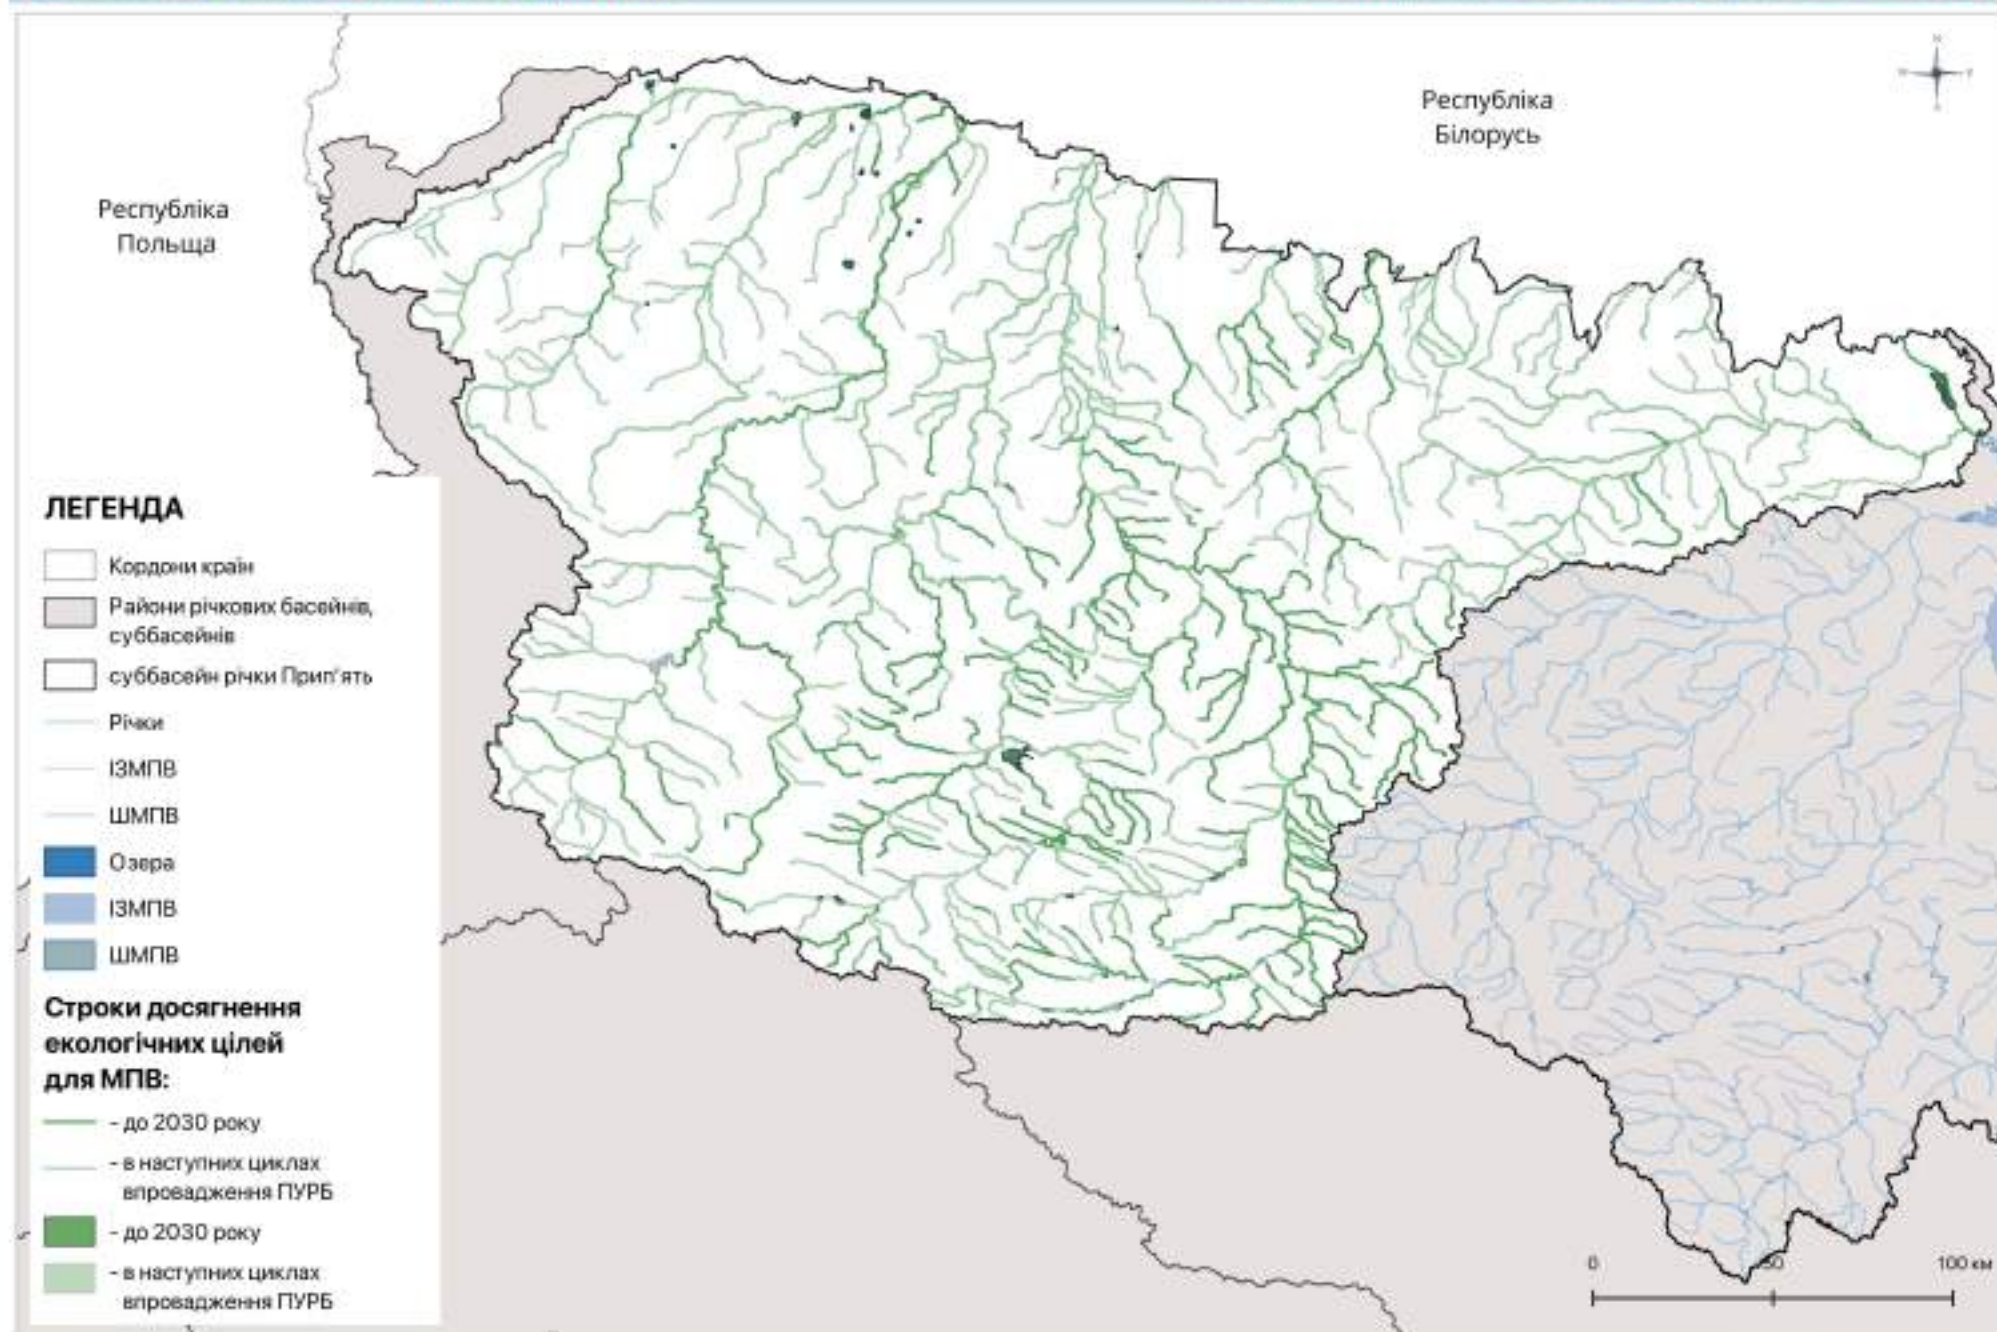 N
Республіка
Білорусь
Республіка
Польща
ЛЕГЕНДА
Кордони країн
Райони річкових басейнів,
суббасейнів
суббасейн річки Прип'ять
Річки
ІЗМПВ
ШМПВ
Озера
ІЗМПВ
ШМПВ
Строки досягнення
екологічних цілей
для МПВ:
- до 2030 року
- в наступних циклах
впровадження ПУРБ
- до 2030 року
- в наступних циклах
впровадження ПУРБ
0 50 100 км